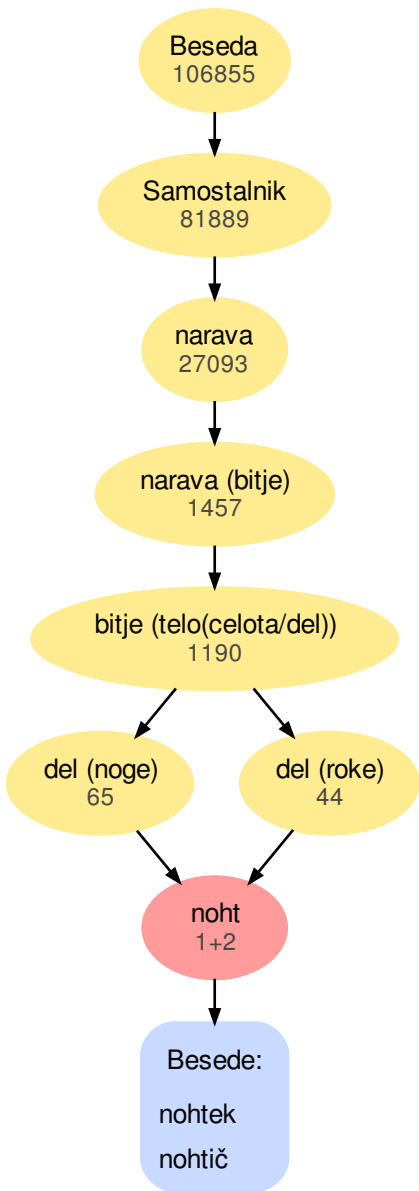 Beseda
106855
Samostalnik
81889
narava
27093
narava (bitje)
1457
bitje (telo(celota/del))
1190
del (noge)
65
del (roke)
44
noht
1+2
Besede:
nohtek
nohtič